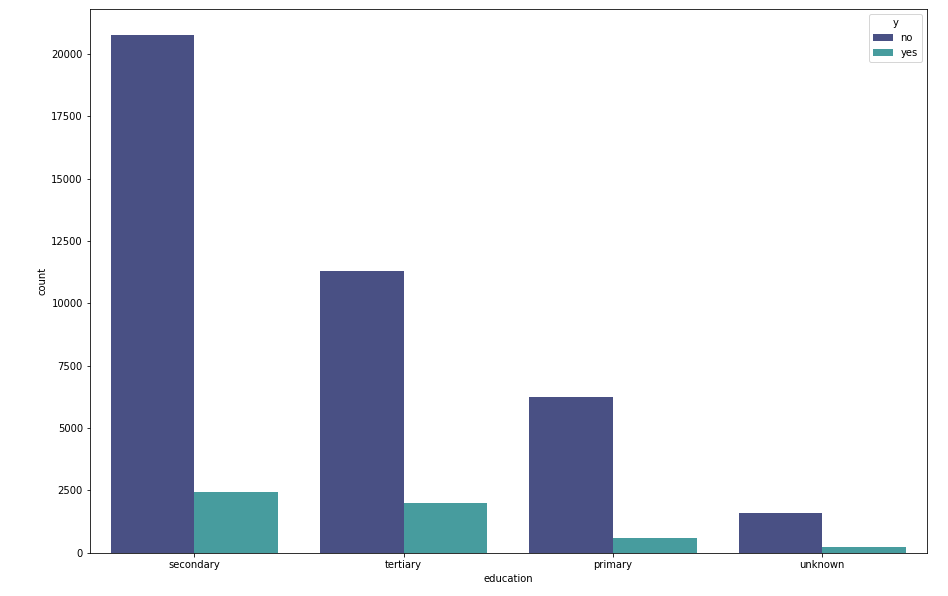 y
no
yes
20000
17500
15000
12500
10000
7500
5000
2500
0
count
secondary
tertiary
primary
unknown
education